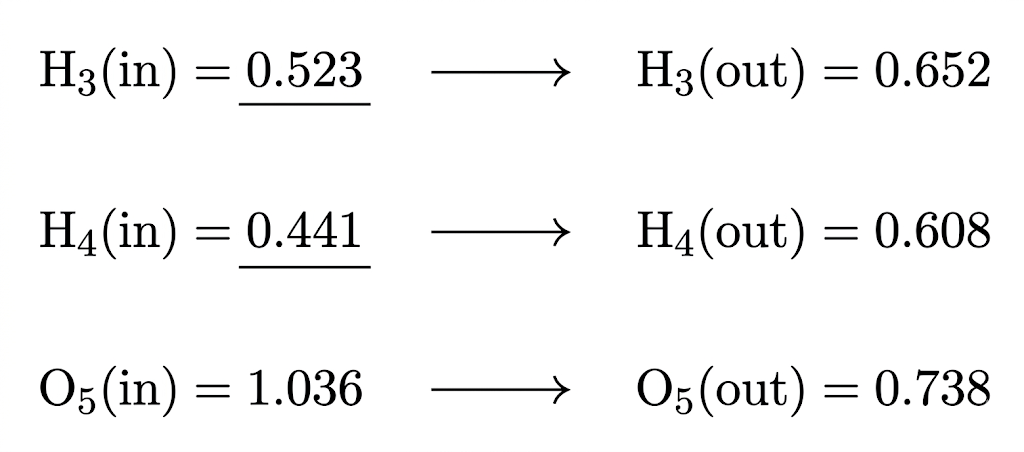 H₃(in) = 0.523 ⟶ H₃(out) = 0.652
H₄(in) = 0.441 ⟶ H₄(out) = 0.608
O₅(in) = 1.036 ⟶ O₅(out) = 0.738